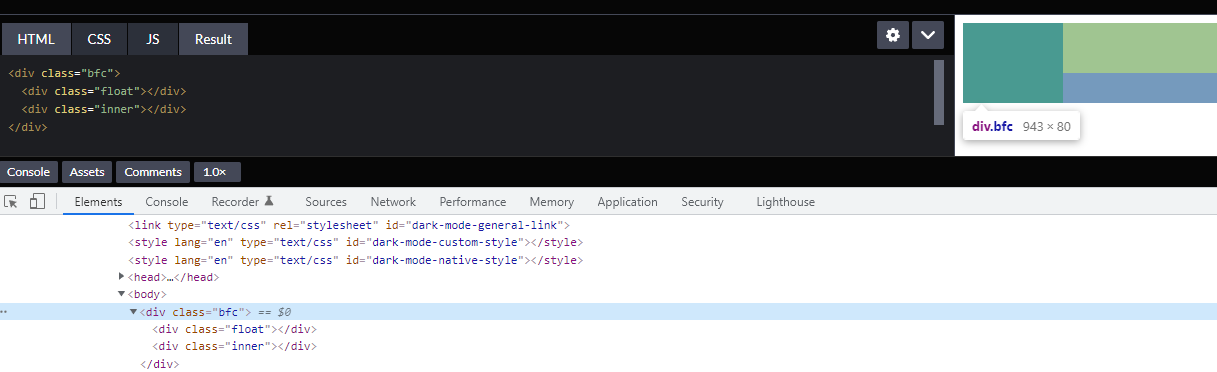 HTML CSS JS Result
<div class="bfc">
<div class="float"></div>
<div class="inner"></div>
</div>
div.bfc 943 × 80
Console Assets Comments 1.0×
Elements Console Recorder Sources Network Performance Memory Application Security Lighthouse
<link type="text/css" rel="stylesheet" id="dark-mode-general-link">
<style lang="en" type="text/css" id="dark-mode-custom-style"></style>
<style lang="en" type="text/css" id="dark-mode-native-style"></style>
<head>…</head>
<body>
<div class="bfc"> == $0
<div class="float"></div>
<div class="inner"></div>
</div>